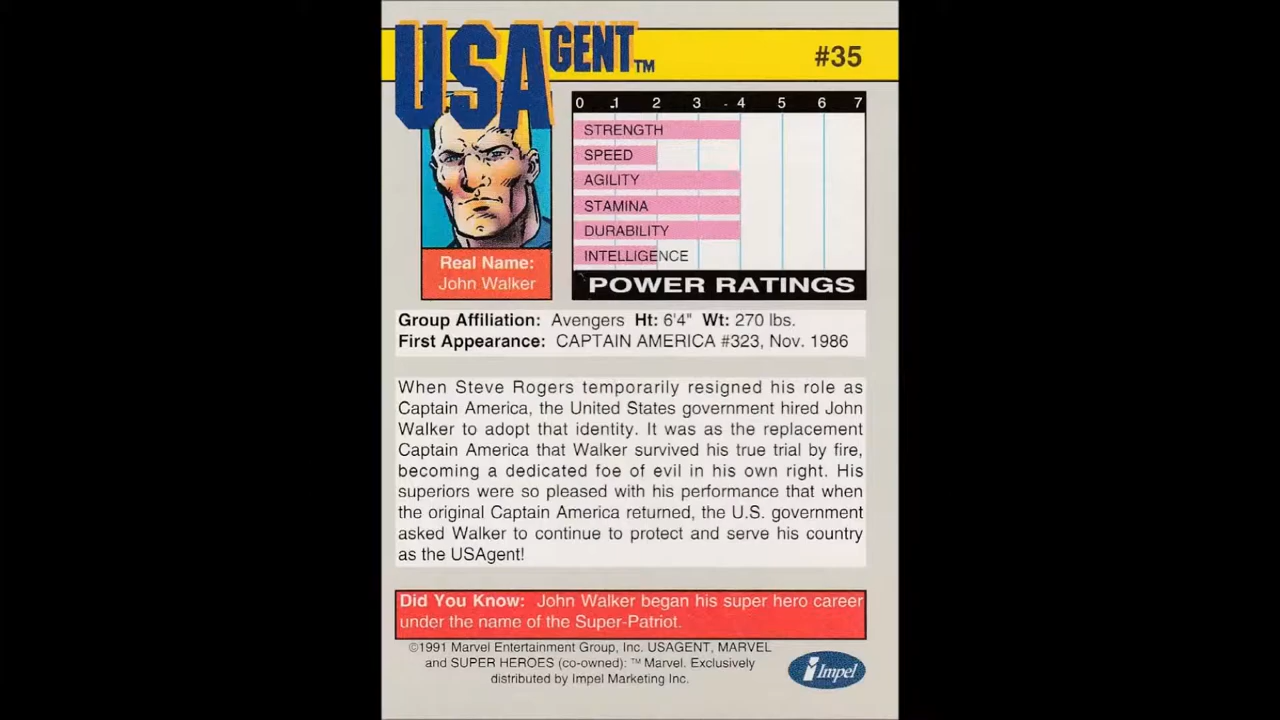 USAGENT™
#35
0 .1 2 3 - 4 5 6 7
STRENGTH
SPEED
AGILITY
STAMINA
DURABILITY
INTELLIGENCE
POWER RATINGS
Real Name:
John Walker
Group Affiliation: Avengers Ht: 6'4" Wt: 270 lbs.
First Appearance: CAPTAIN AMERICA #323, Nov. 1986
When Steve Rogers temporarily resigned his role as
Captain America, the United States government hired John
Walker to adopt that identity. It was as the replacement
Captain America that Walker survived his true trial by fire,
becoming a dedicated foe of evil in his own right. His
superiors were so pleased with his performance that when
the original Captain America returned, the U.S. government
asked Walker to continue to protect and serve his country
as the USAgent!
Did You Know: John Walker began his super hero career
under the name of the Super-Patriot.
©1991 Marvel Entertainment Group, Inc. USAGENT, MARVEL
and SUPER HEROES (co-owned): ™ Marvel. Exclusively
distributed by Impel Marketing Inc.
Impel